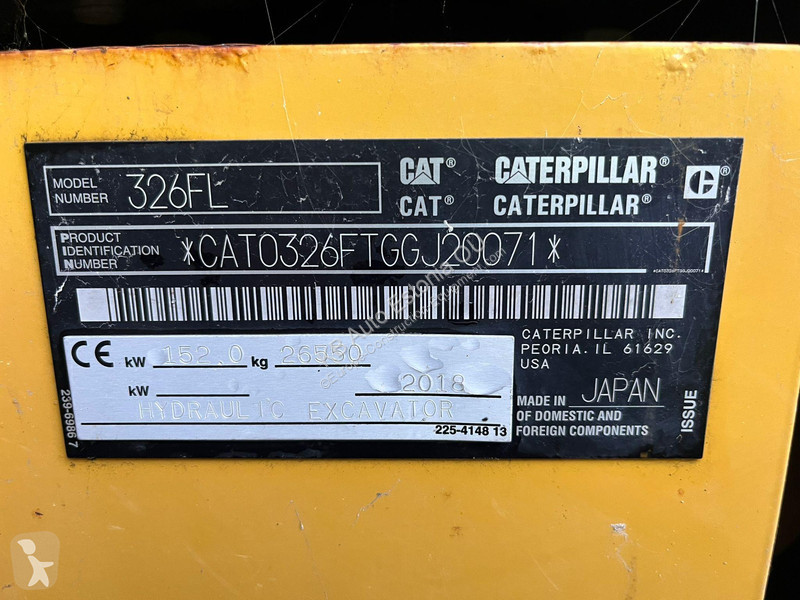 MODEL NUMBER 326FL
CAT® CATERPILLAR®
CAT® CATERPILLAR®
PRODUCT IDENTIFICATION NUMBER *CAT0326FTGGJ20071*
*CAT0326FTGGJ20071*
CE kW 152.0 kg 26550
kW 2018
HYDRAULIC EXCAVATOR
225-4148 13
239-6986 7
CATERPILLAR INC.
PEORIA. IL 61629
USA
MADE IN JAPAN
OF DOMESTIC AND
FOREIGN COMPONENTS
ISSUE